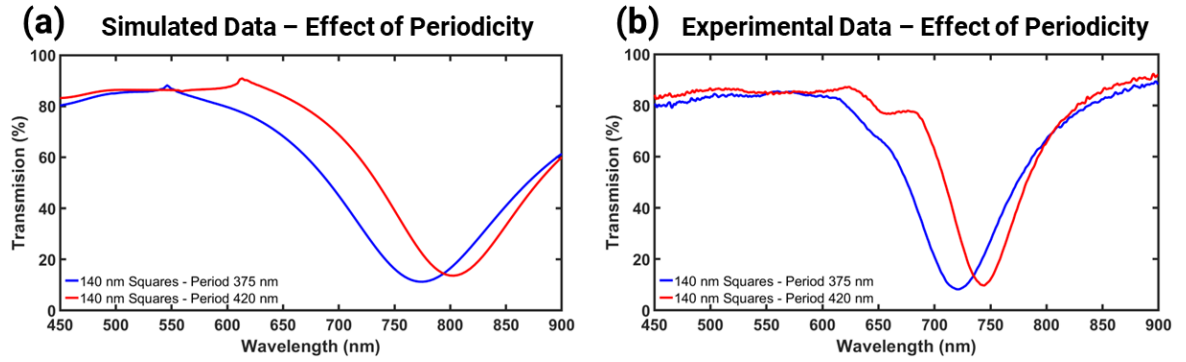 (a) Simulated Data – Effect of Periodicity
100
80
60
40
20
0
Transmision (%)
140 nm Squares - Period 375 nm
140 nm Squares - Period 420 nm
450 500 550 600 650 700 750 800 850 900
Wavelength (nm)
(b) Experimental Data – Effect of Periodicity
100
80
60
40
20
0
Transmision (%)
140 nm Squares - Period 375 nm
140 nm Squares - Period 420 nm
450 500 550 600 650 700 750 800 850 900
Wavelength (nm)